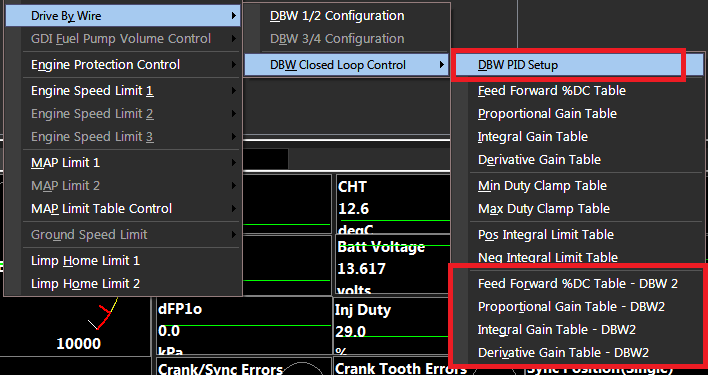 Drive By Wire
GDI Fuel Pump Volume Control
Engine Protection Control
Engine Speed Limit 1
Engine Speed Limit 2
Engine Speed Limit 3
MAP Limit 1
MAP Limit 2
MAP Limit Table Control
Ground Speed Limit
Limp Home Limit 1
Limp Home Limit 2
DBW 1/2 Configuration
DBW 3/4 Configuration
DBW Closed Loop Control
DBW PID Setup
Feed Forward %DC Table
Proportional Gain Table
Integral Gain Table
Derivative Gain Table
Min Duty Clamp Table
Max Duty Clamp Table
Pos Integral Limit Table
Neg Integral Limit Table
Feed Forward %DC Table - DBW 2
Proportional Gain Table - DBW2
Integral Gain Table - DBW2
Derivative Gain Table - DBW2
CHT
12.6
degC
Batt Voltage
13.617
volts
10000
dFP1o
0.0
kPa
Inj Duty
29.0
%
Crank/Sync Errors
Crank Tooth Errors
Sync Position(Single)